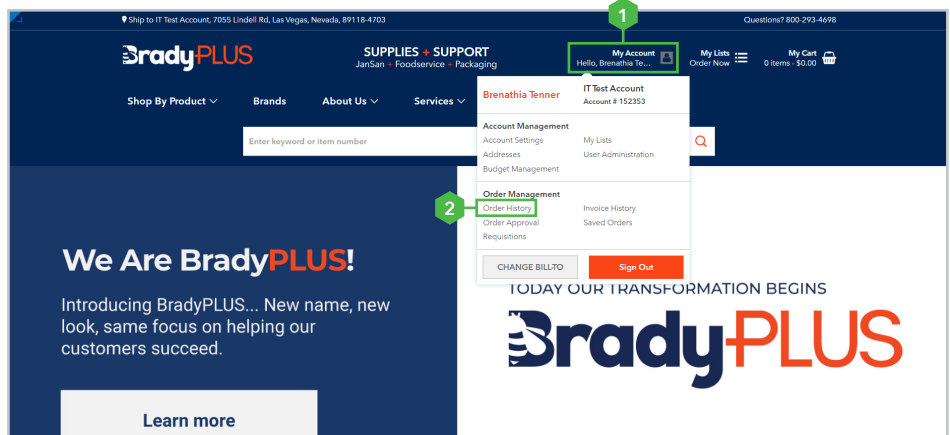 Ship to IT Test Account, 7055 Lindell Rd, Las Vegas, Nevada, 89118-4703
Questions? 800-293-4698
1
BradyPLUS
SUPPLIES + SUPPORT
JanSan + Foodservice + Packaging
My Account
Hello, Brenathia Te...
My Lists
Order Now
My Cart
0 items - $0.00
Shop By Product
Brands
About Us
Services
Enter keyword or item number
Brenathia Tenner
IT Test Account
Account # 152353
Account Management
Account Settings
My Lists
Addresses
User Administration
Budget Management
Order Management
2
Order History
Invoice History
Order Approval
Saved Orders
Requisitions
CHANGE BILL-TO
Sign Out
We Are BradyPLUS!
Introducing BradyPLUS... New name, new
look, same focus on helping our
customers succeed.
Learn more
TODAY OUR TRANSFORMATION BEGINS
BradyPLUS